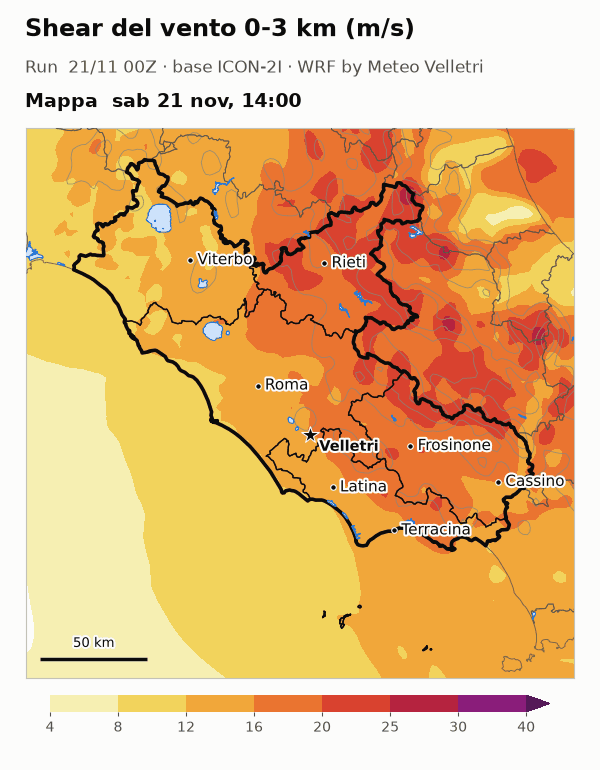 Shear del vento 0-3 km (m/s)
Run  21/11 00Z · base ICON-2I · WRF by Meteo Velletri
Mappa  sab 21 nov, 14:00
Viterbo
Rieti
Roma
Velletri
Frosinone
Cassino
Latina
Terracina
50 km
4 8 12 16 20 25 30 40